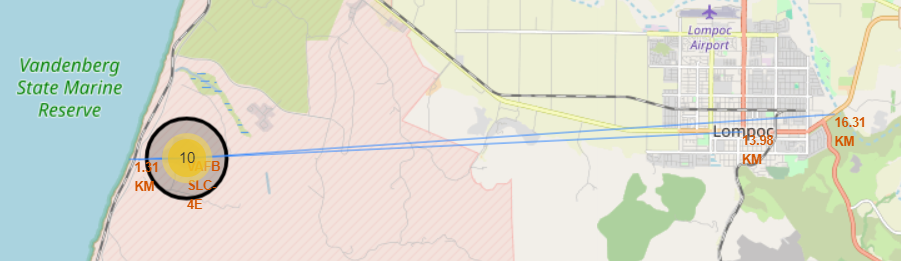 Lompoc
Airport
Vandenberg
State Marine
Reserve
16.31
KM
Lompoc
13.98
KM
10
1.31
KM
VAFB
SLC-
4E